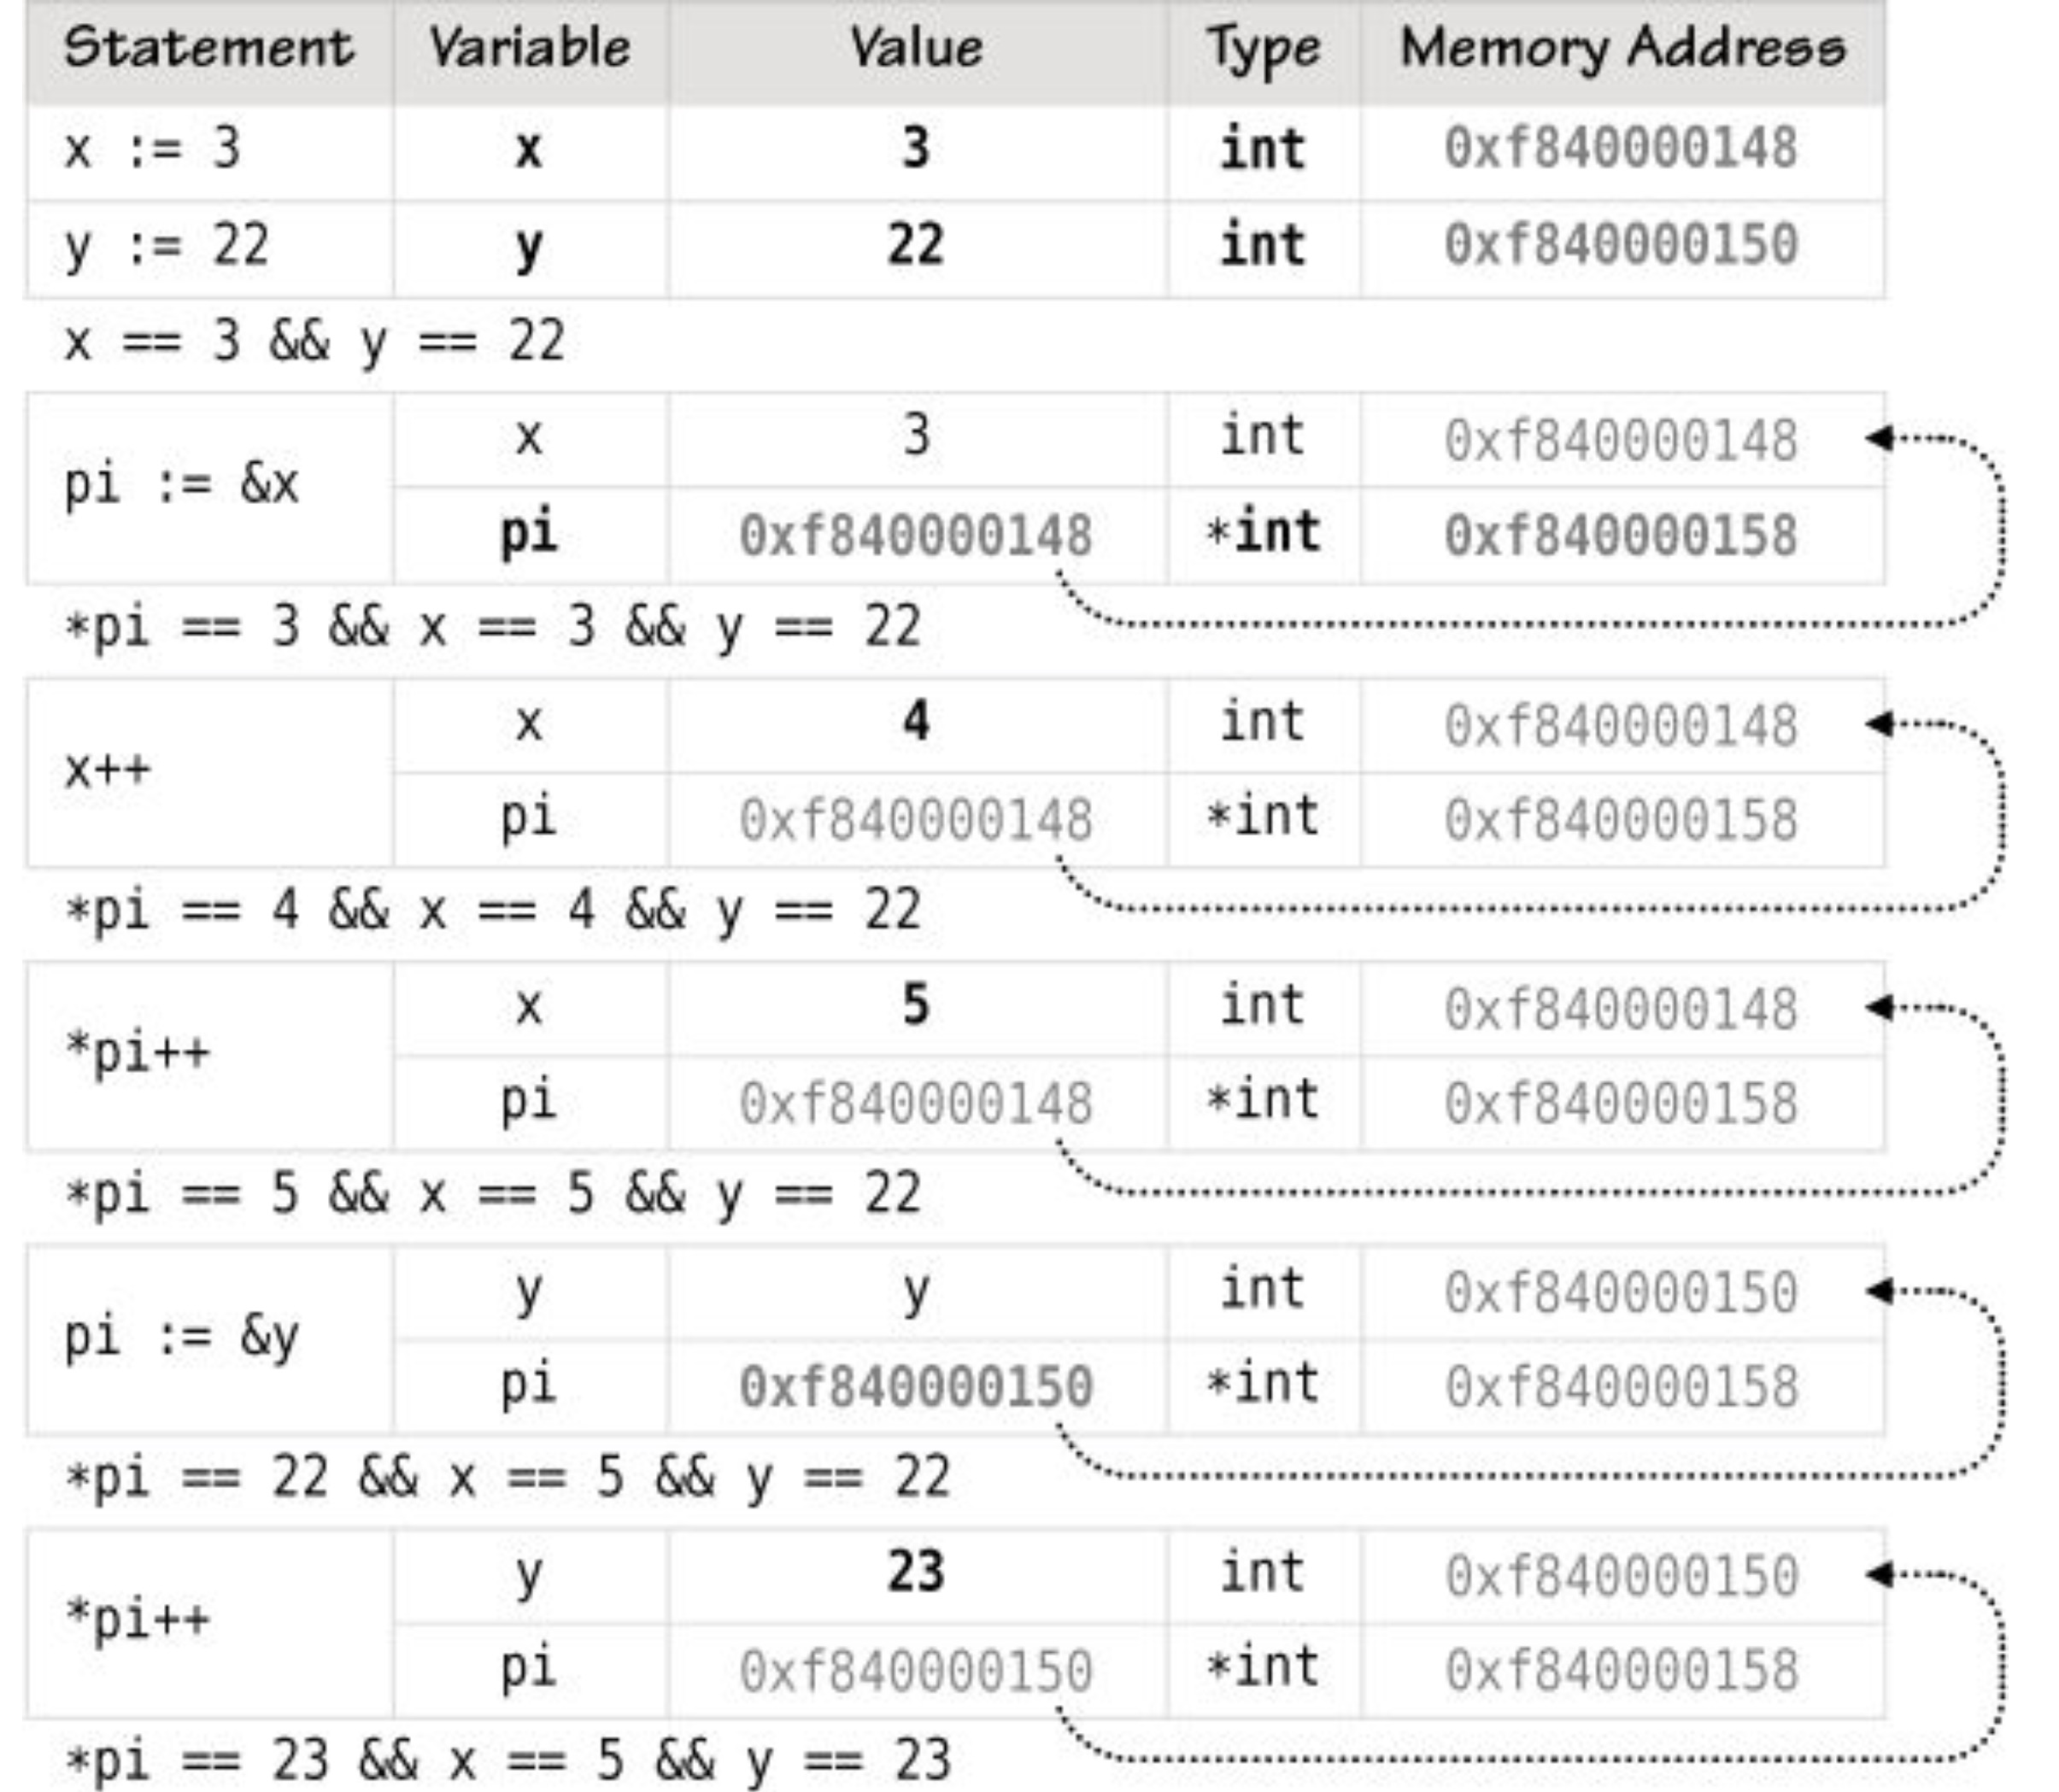 Statement Variable Value Type Memory Address
x := 3 x 3 int 0xf840000148
y := 22 y 22 int 0xf840000150
x == 3 && y == 22
x 3 int 0xf840000148
pi := &x
pi 0xf840000148 *int 0xf840000158
*pi == 3 && x == 3 && y == 22
x 4 int 0xf840000148
x++
pi 0xf840000148 *int 0xf840000158
*pi == 4 && x == 4 && y == 22
x 5 int 0xf840000148
*pi++
pi 0xf840000148 *int 0xf840000158
*pi == 5 && x == 5 && y == 22
y y int 0xf840000150
pi := &y
pi 0xf840000150 *int 0xf840000158
*pi == 22 && x == 5 && y == 22
y 23 int 0xf840000150
*pi++
pi 0xf840000150 *int 0xf840000158
*pi == 23 && x == 5 && y == 23